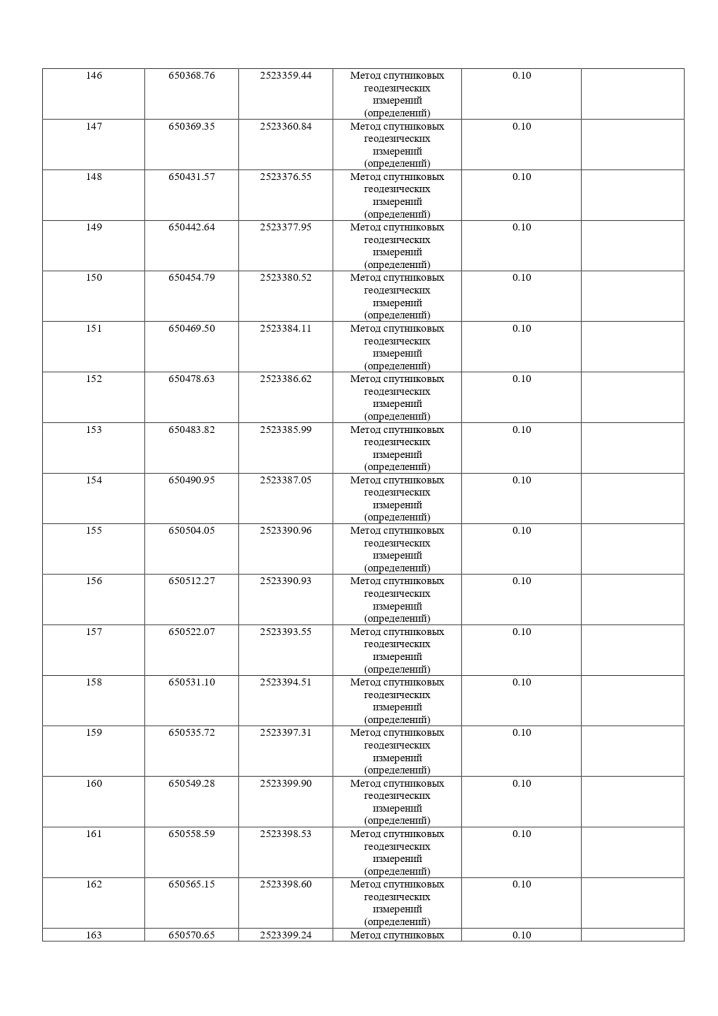 146 650368.76 2523359.44 Метод спутниковых 0.10
геодезических
измерений
(определений)
147 650369.35 2523360.84 Метод спутниковых 0.10
геодезических
измерений
(определений)
148 650431.57 2523376.55 Метод спутниковых 0.10
геодезических
измерений
(определений)
149 650442.64 2523377.95 Метод спутниковых 0.10
геодезических
измерений
(определений)
150 650454.79 2523380.52 Метод спутниковых 0.10
геодезических
измерений
(определений)
151 650469.50 2523384.11 Метод спутниковых 0.10
геодезических
измерений
(определений)
152 650478.63 2523386.62 Метод спутниковых 0.10
геодезических
измерений
(определений)
153 650483.82 2523385.99 Метод спутниковых 0.10
геодезических
измерений
(определений)
154 650490.95 2523387.05 Метод спутниковых 0.10
геодезических
измерений
(определений)
155 650504.05 2523390.96 Метод спутниковых 0.10
геодезических
измерений
(определений)
156 650512.27 2523390.93 Метод спутниковых 0.10
геодезических
измерений
(определений)
157 650522.07 2523393.55 Метод спутниковых 0.10
геодезических
измерений
(определений)
158 650531.10 2523394.51 Метод спутниковых 0.10
геодезических
измерений
(определений)
159 650535.72 2523397.31 Метод спутниковых 0.10
геодезических
измерений
(определений)
160 650549.28 2523399.90 Метод спутниковых 0.10
геодезических
измерений
(определений)
161 650558.59 2523398.53 Метод спутниковых 0.10
геодезических
измерений
(определений)
162 650565.15 2523398.60 Метод спутниковых 0.10
геодезических
измерений
(определений)
163 650570.65 2523399.24 Метод спутниковых 0.10